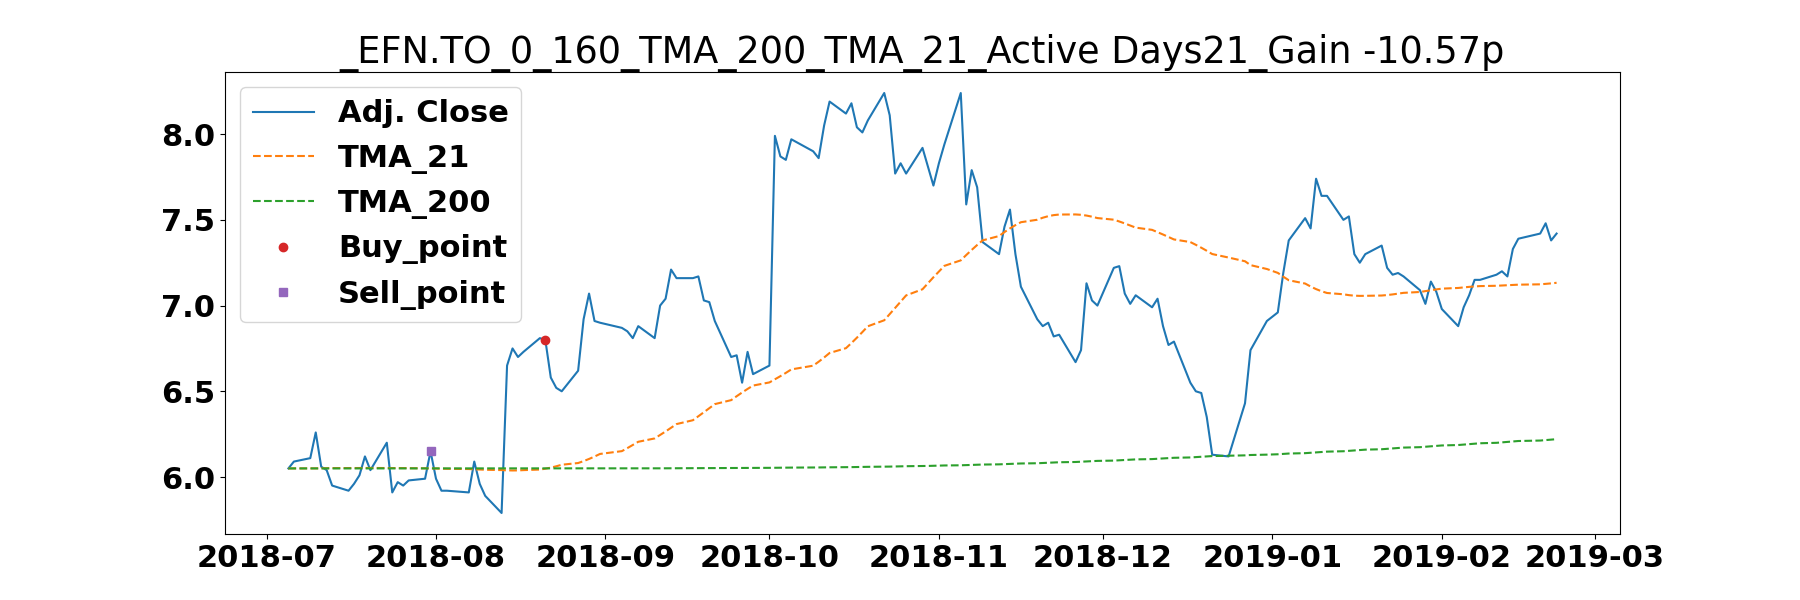 _EFN.TO_0_160_TMA_200_TMA_21_Active Days21_Gain -10.57p
Adj. Close
TMA_21
TMA_200
Buy_point
Sell_point
8.0
7.5
7.0
6.5
6.0
2018-07 2018-08 2018-09 2018-10 2018-11 2018-12 2019-01 2019-02 2019-03